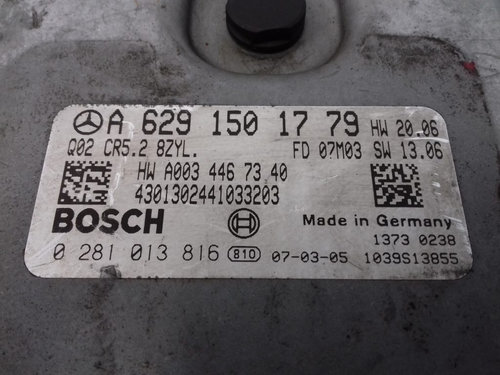 A 629 150 17 79 HW 20.06
Q02 CR5.2 8ZYL. FD 07M03 SW 13.06
HW A003 446 73 40
4301302441033203
BOSCH
Made in Germany
1373 0238
0 281 013 816 810 07-03-05 1039S13855